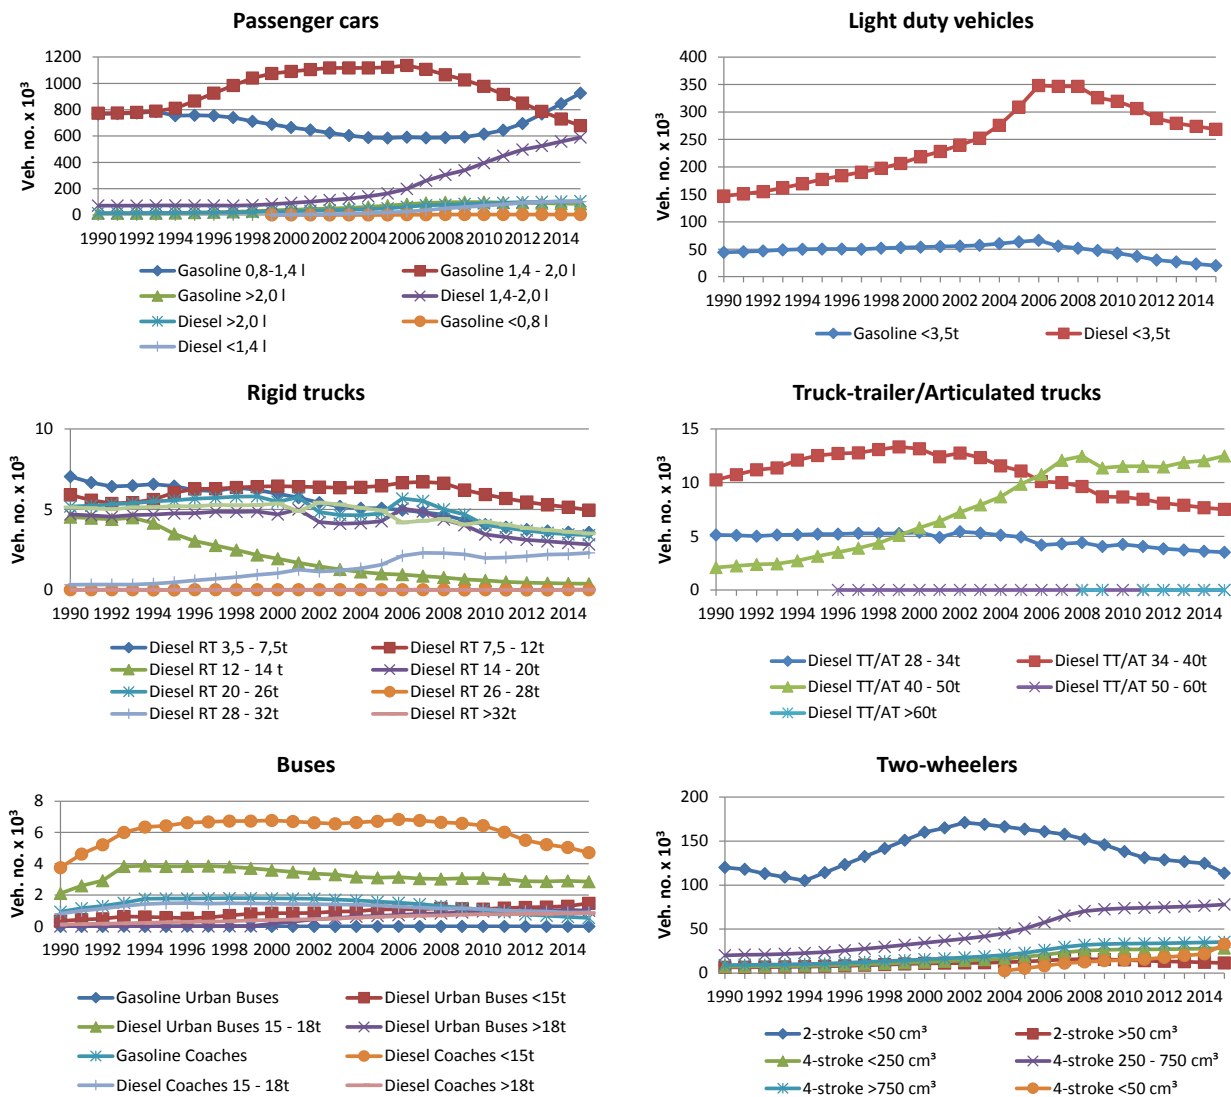 Passenger cars
Veh. no. x 10³
1200
1000
800
600
400
200
0
1990 1992 1994 1996 1998 2000 2002 2004 2006 2008 2010 2012 2014
Gasoline 0,8-1,4 l
Gasoline 1,4 - 2,0 l
Gasoline >2,0 l
Diesel 1,4-2,0 l
Diesel >2,0 l
Gasoline <0,8 l
Diesel <1,4 l
Light duty vehicles
Veh. no. x 10³
400
350
300
250
200
150
100
50
0
1990 1992 1994 1996 1998 2000 2002 2004 2006 2008 2010 2012 2014
Gasoline <3,5t
Diesel <3,5t
Rigid trucks
Veh. no. x 10³
10
5
0
1990 1992 1994 1996 1998 2000 2002 2004 2006 2008 2010 2012 2014
Diesel RT 3,5 - 7,5t
Diesel RT 7,5 - 12t
Diesel RT 12 - 14 t
Diesel RT 14 - 20t
Diesel RT 20 - 26t
Diesel RT 26 - 28t
Diesel RT 28 - 32t
Diesel RT >32t
Truck-trailer/Articulated trucks
Veh. no. x 10³
15
10
5
0
1990 1992 1994 1996 1998 2000 2002 2004 2006 2008 2010 2012 2014
Diesel TT/AT 28 - 34t
Diesel TT/AT 34 - 40t
Diesel TT/AT 40 - 50t
Diesel TT/AT 50 - 60t
Diesel TT/AT >60t
Buses
Veh. no. x 10³
8
6
4
2
0
1990 1992 1994 1996 1998 2000 2002 2004 2006 2008 2010 2012 2014
Gasoline Urban Buses
Diesel Urban Buses <15t
Diesel Urban Buses 15 - 18t
Diesel Urban Buses >18t
Gasoline Coaches
Diesel Coaches <15t
Diesel Coaches 15 - 18t
Diesel Coaches >18t
Two-wheelers
Veh. no. x 10³
200
150
100
50
0
1990 1992 1994 1996 1998 2000 2002 2004 2006 2008 2010 2012 2014
2-stroke <50 cm³
2-stroke >50 cm³
4-stroke <250 cm³
4-stroke 250 - 750 cm³
4-stroke >750 cm³
4-stroke <50 cm³